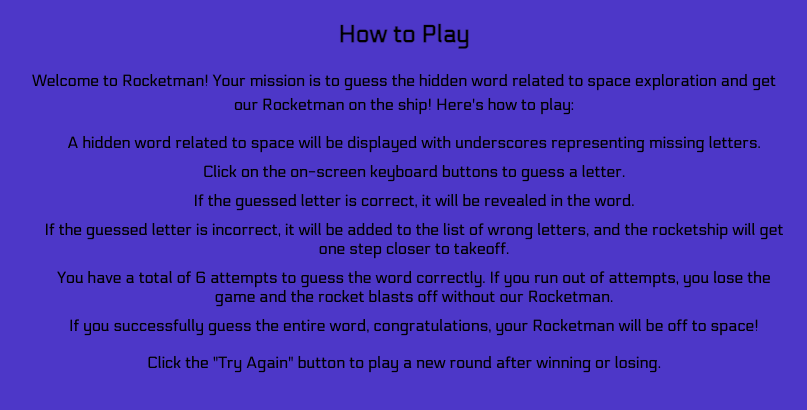 How to Play
Welcome to Rocketman! Your mission is to guess the hidden word related to space exploration and get
our Rocketman on the ship! Here's how to play:
A hidden word related to space will be displayed with underscores representing missing letters.
Click on the on-screen keyboard buttons to guess a letter.
If the guessed letter is correct, it will be revealed in the word.
If the guessed letter is incorrect, it will be added to the list of wrong letters, and the rocketship will get
one step closer to takeoff.
You have a total of 6 attempts to guess the word correctly. If you run out of attempts, you lose the
game and the rocket blasts off without our Rocketman.
If you successfully guess the entire word, congratulations, your Rocketman will be off to space!
Click the "Try Again" button to play a new round after winning or losing.